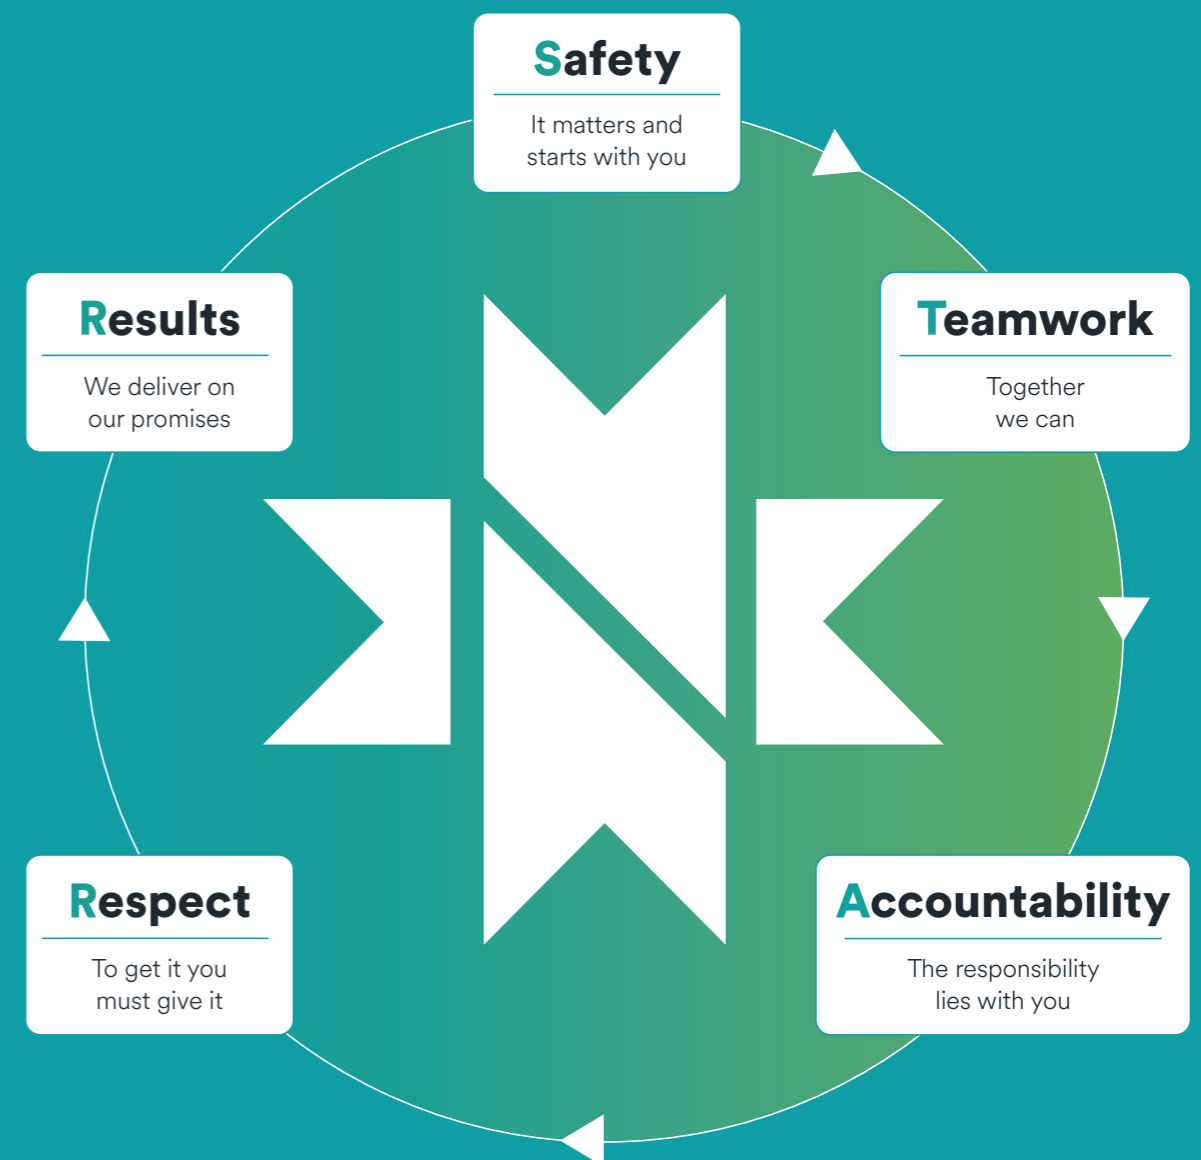 Safety
It matters and
starts with you
Teamwork
Together
we can
Accountability
The responsibility
lies with you
Respect
To get it you
must give it
Results
We deliver on
our promises